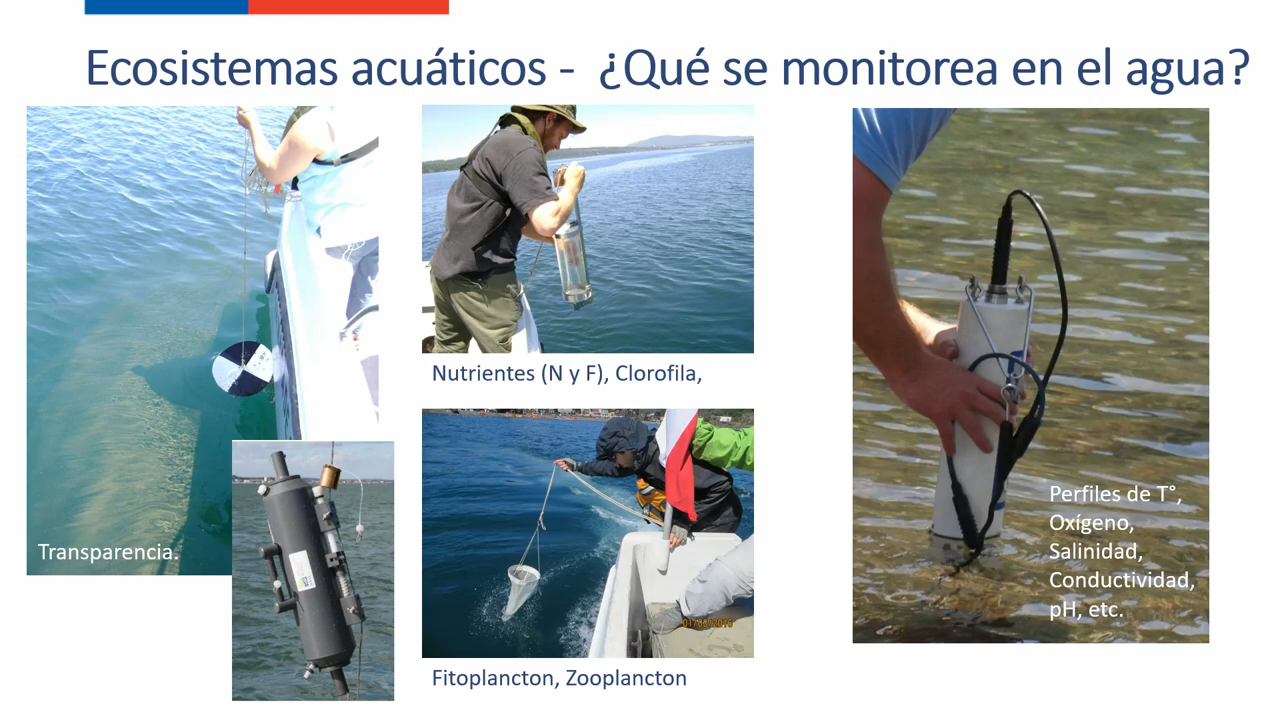 Ecosistemas acuáticos - ¿Qué se monitorea en el agua?
Transparencia.
Nutrientes (N y F), Clorofila,
Fitoplancton, Zooplancton
Perfiles de T°,
Oxígeno,
Salinidad,
Conductividad,
pH, etc.